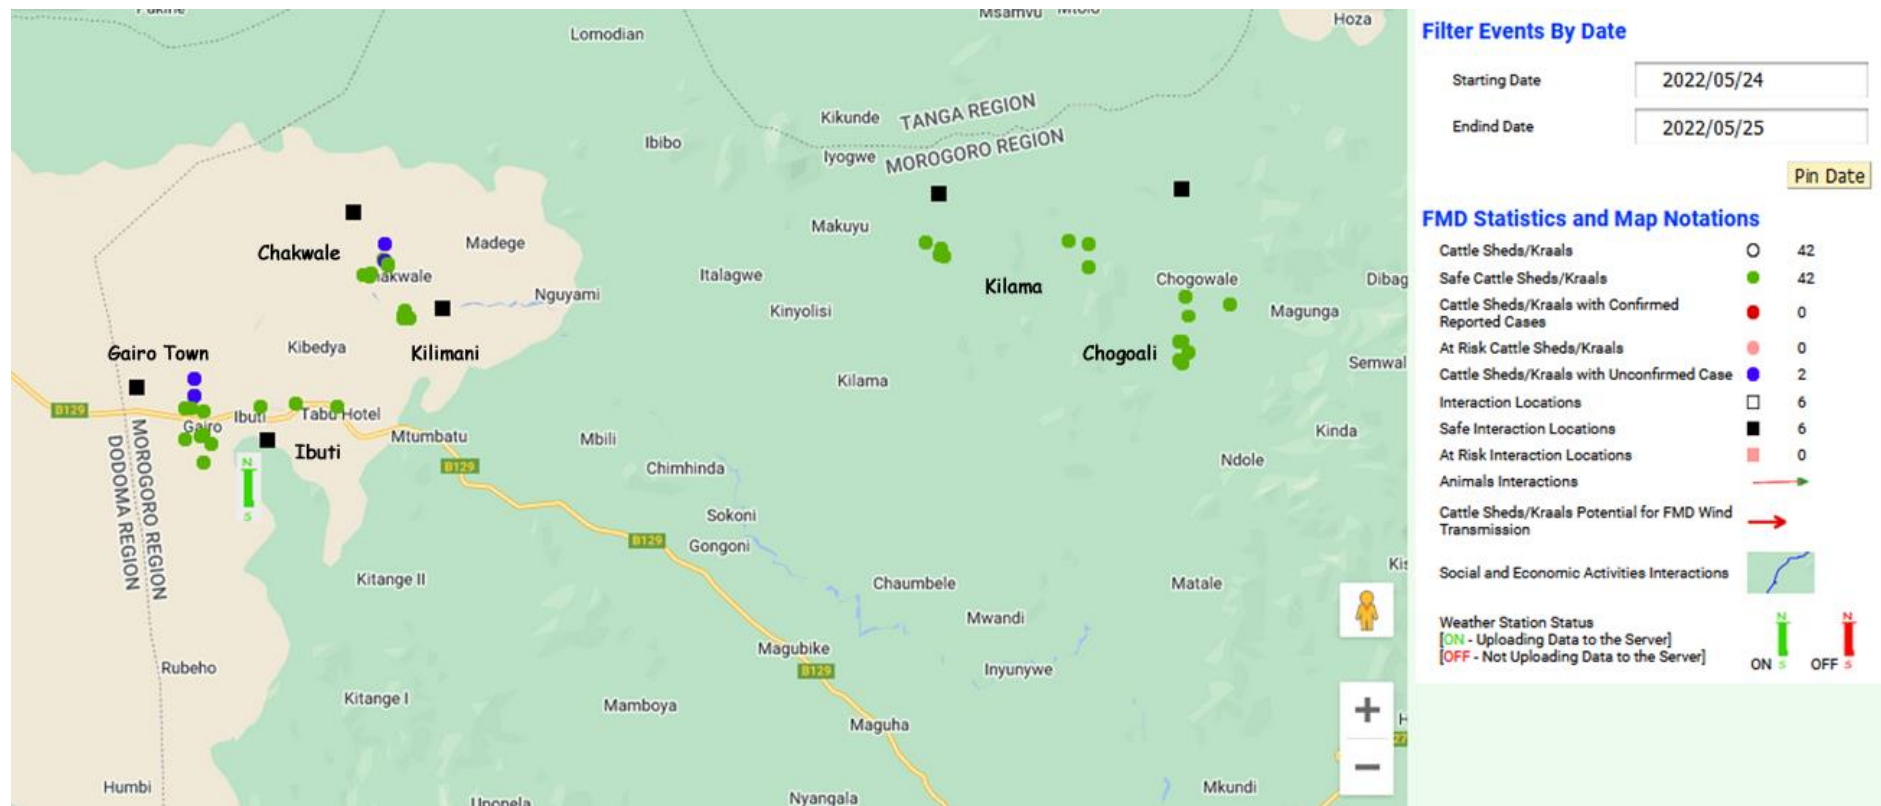 Lomodian
Hoza
Kikunde
TANGA REGION
Ibibo
Iyogwe
MOROGORO REGION
Makuyu
Chakwale
Madege
Italagwe
Chogowale
Dibag
Kilama
Nguyami
Kinyolisi
Magunga
Gairo Town
Kibedya
Kilimani
Chogoali
Semwal
Kilama
B129
Ibuti
Tabu Hotel
Gairo
Mtumbatu
Mbili
Kinda
Ibuti
MOROGORO REGION
DODOMA REGION
N
S
B129
Chimhinda
Ndole
Sokoni
B129
Gongoni
Kitange II
Chaumbele
Matale
Mwandi
Magubike
B129
Inyunywe
Rubeho
Kitange I
Mamboya
Maguha
Humbi
Nyangala
Mkundi
Filter Events By Date
Starting Date 2022/05/24
Endind Date 2022/05/25
Pin Date
FMD Statistics and Map Notations
Cattle Sheds/Kraals 42
Safe Cattle Sheds/Kraals 42
Cattle Sheds/Kraals with Confirmed
Reported Cases 0
At Risk Cattle Sheds/Kraals 0
Cattle Sheds/Kraals with Unconfirmed Case 2
Interaction Locations 6
Safe Interaction Locations 6
At Risk Interaction Locations 0
Animals Interactions
Cattle Sheds/Kraals Potential for FMD Wind
Transmission
Social and Economic Activities Interactions
Weather Station Status
[ON - Uploading Data to the Server]
[OFF - Not Uploading Data to the Server]
N N
ON S OFF S